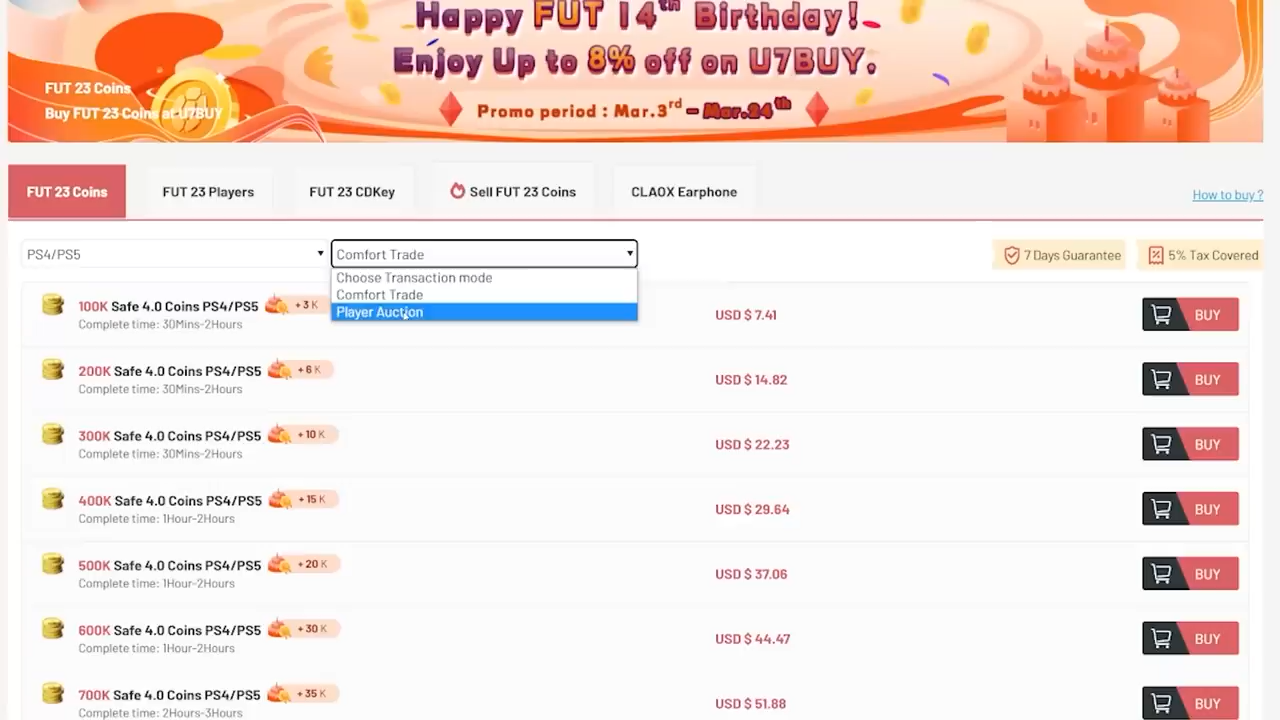 Happy FUT 14th Birthday!
Enjoy Up to 8% off on U7BUY.
Promo period : Mar.3rd - Mar.24th
FUT 23 Coins
Buy FUT 23 Coins at U7BUY
FUT 23 Coins
FUT 23 Players
FUT 23 CDKey
Sell FUT 23 Coins
CLAOX Earphone
How to buy ?
PS4/PS5
Comfort Trade
7 Days Guarantee
5% Tax Covered
Choose Transaction mode
Comfort Trade
Player Auction
100K Safe 4.0 Coins PS4/PS5 +3 K
Complete time: 30Mins-2Hours
USD $ 7.41
BUY
200K Safe 4.0 Coins PS4/PS5 +6 K
Complete time: 30Mins-2Hours
USD $ 14.82
BUY
300K Safe 4.0 Coins PS4/PS5 +10 K
Complete time: 30Mins-2Hours
USD $ 22.23
BUY
400K Safe 4.0 Coins PS4/PS5 +15 K
Complete time: 1Hour-2Hours
USD $ 29.64
BUY
500K Safe 4.0 Coins PS4/PS5 +20 K
Complete time: 1Hour-2Hours
USD $ 37.06
BUY
600K Safe 4.0 Coins PS4/PS5 +30 K
Complete time: 1Hour-2Hours
USD $ 44.47
BUY
700K Safe 4.0 Coins PS4/PS5 +35 K
Complete time: 2Hours-3Hours
USD $ 51.88
BUY